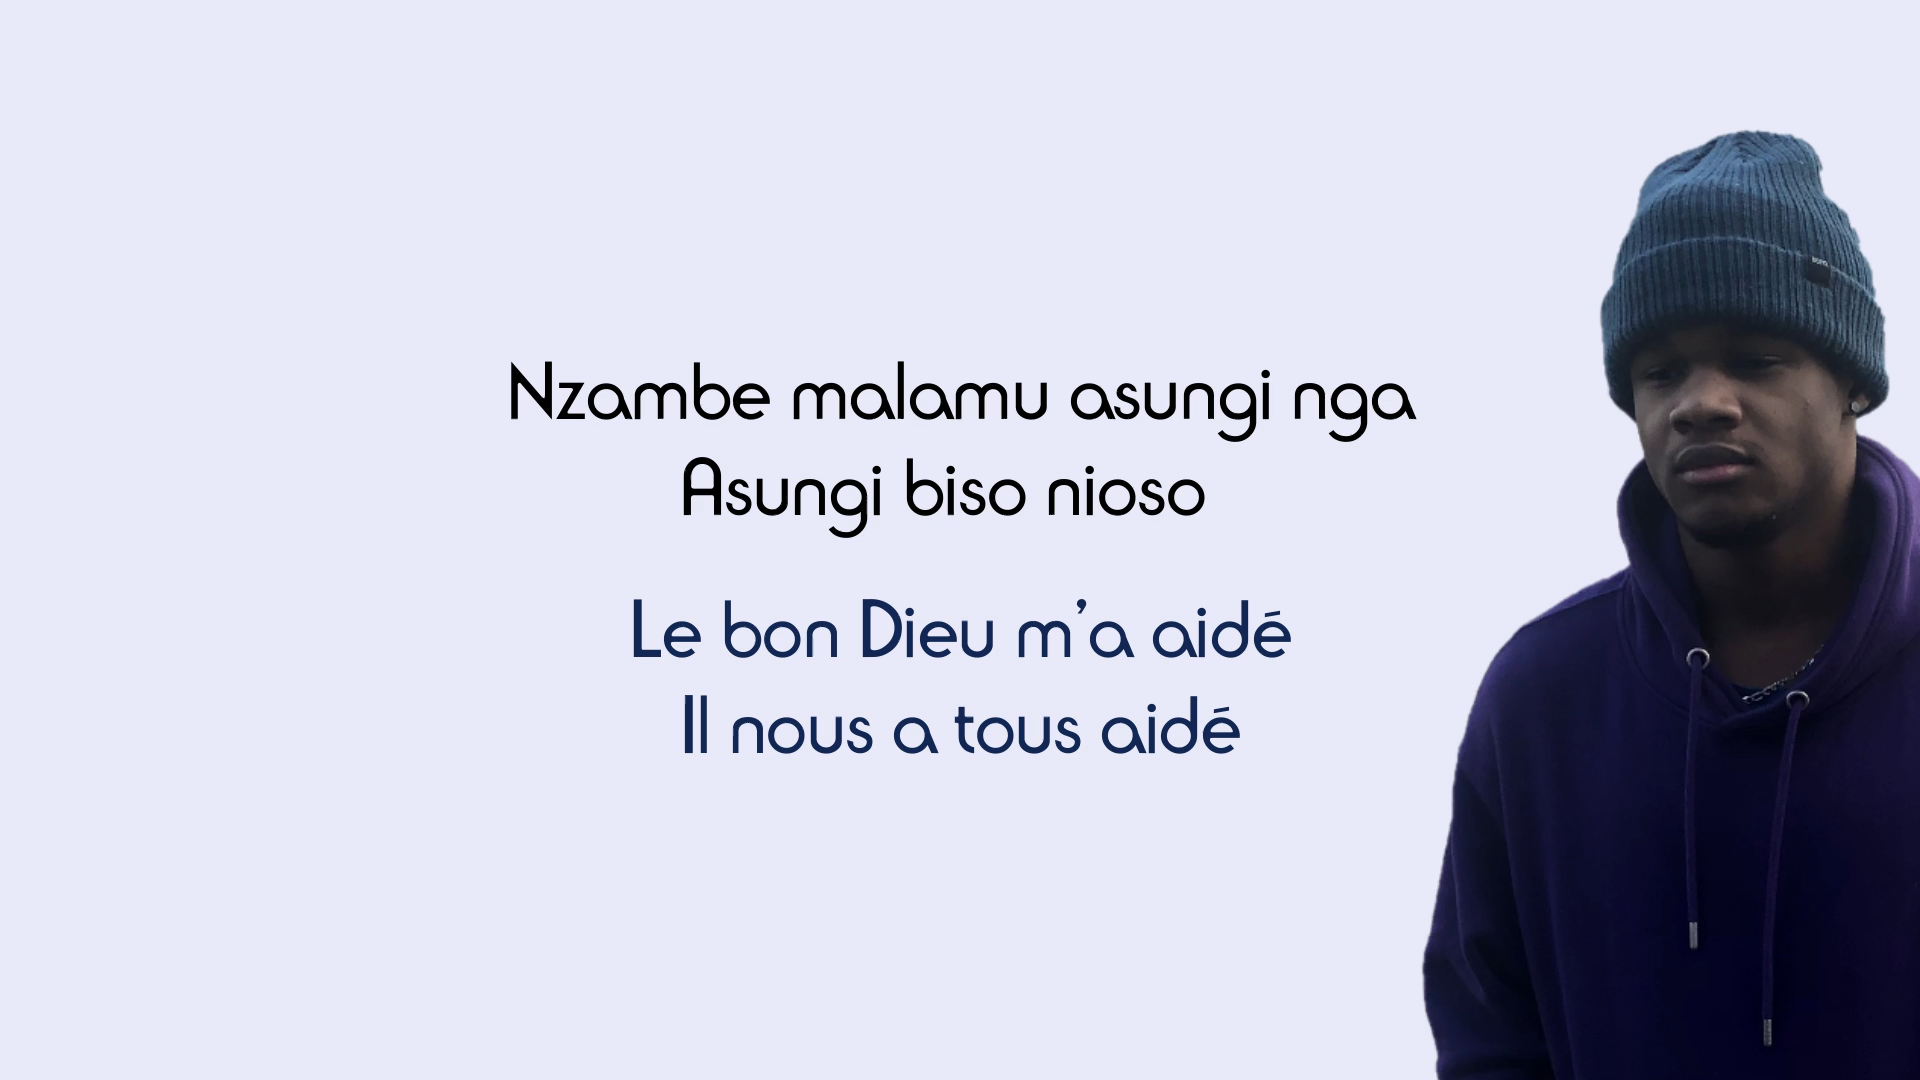 Nzambe malamu asungi nga
Asungi biso nioso
Le bon Dieu m'a aidé
Il nous a tous aidé